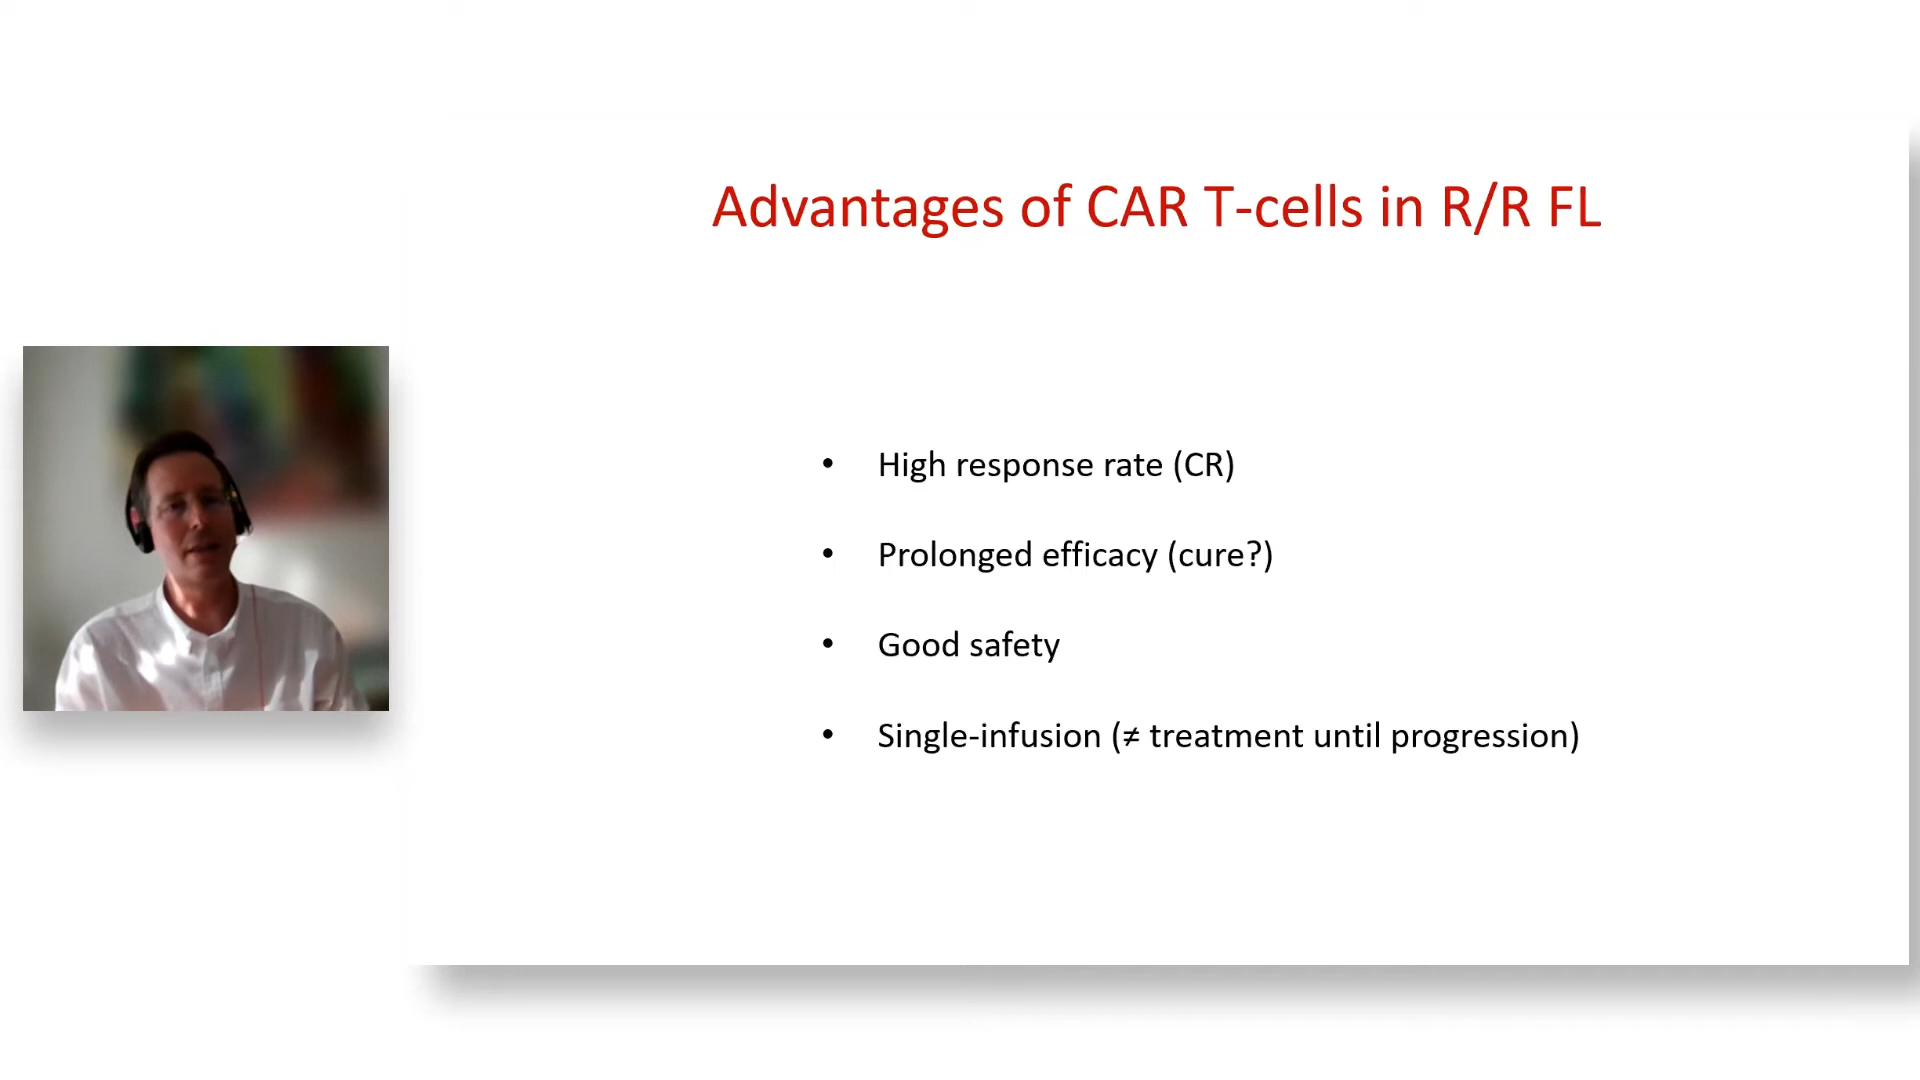 Advantages of CAR T-cells in R/R FL
• High response rate (CR)
• Prolonged efficacy (cure?)
• Good safety
• Single-infusion (≠ treatment until progression)